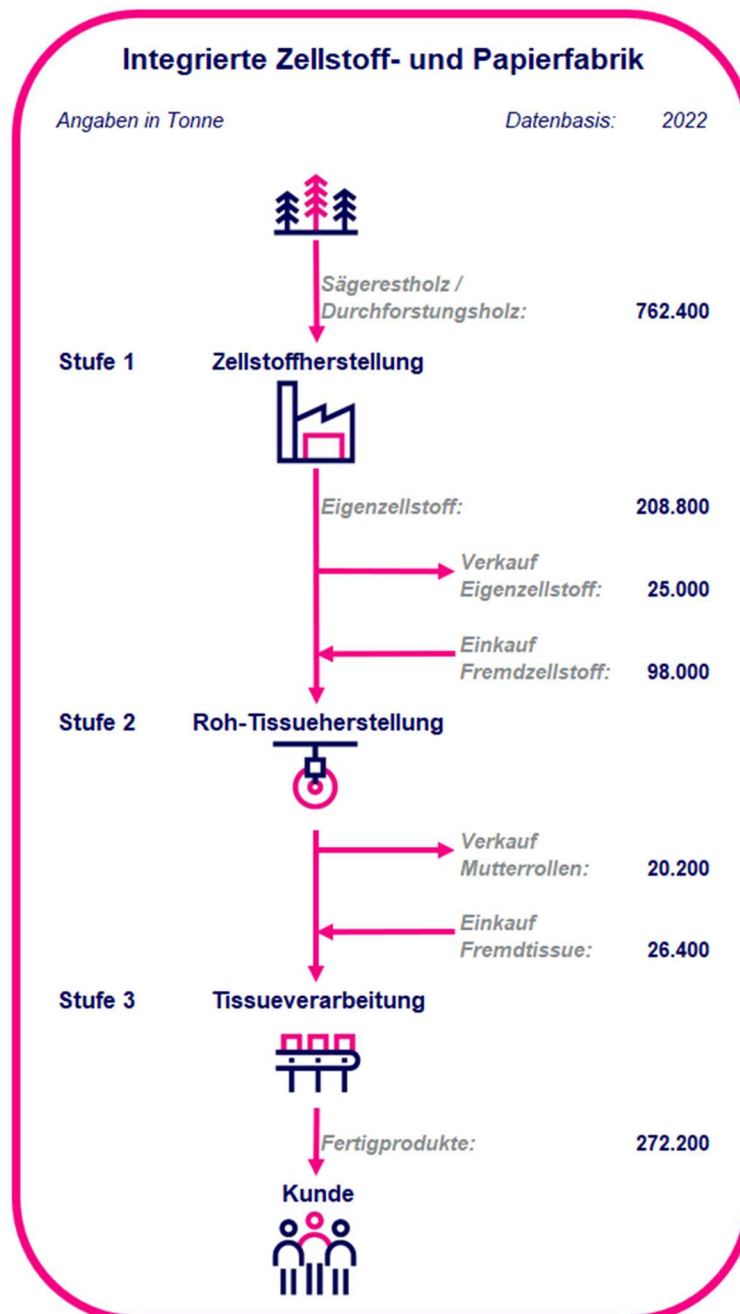 Integrierte Zellstoff- und Papierfabrik
Angaben in Tonne Datenbasis: 2022
Sägerestholz /
Durchforstungsholz: 762.400
Stufe 1 Zellstoffherstellung
Eigenzellstoff: 208.800
Verkauf
Eigenzellstoff: 25.000
Einkauf
Fremdzellstoff: 98.000
Stufe 2 Roh-Tissueherstellung
Verkauf
Mutterrollen: 20.200
Einkauf
Fremdtissue: 26.400
Stufe 3 Tissueverarbeitung
Fertigprodukte: 272.200
Kunde